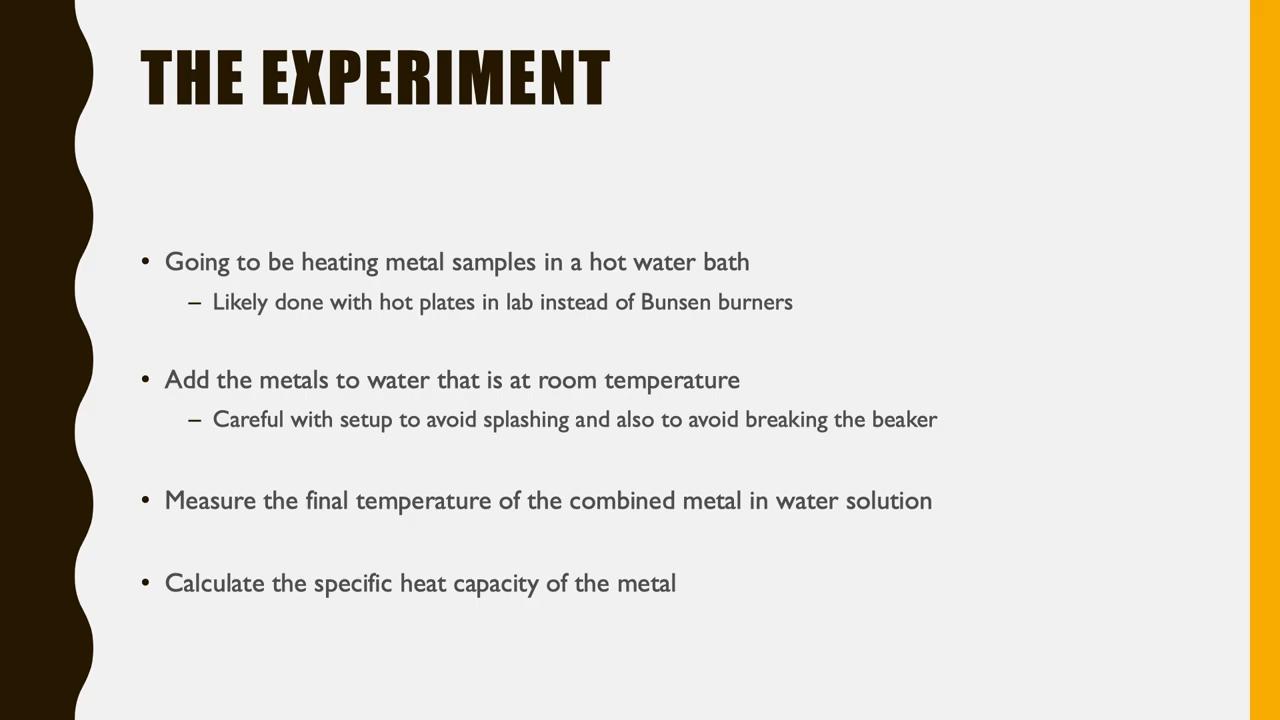 THE EXPERIMENT
• Going to be heating metal samples in a hot water bath
– Likely done with hot plates in lab instead of Bunsen burners
• Add the metals to water that is at room temperature
– Careful with setup to avoid splashing and also to avoid breaking the beaker
• Measure the final temperature of the combined metal in water solution
• Calculate the specific heat capacity of the metal